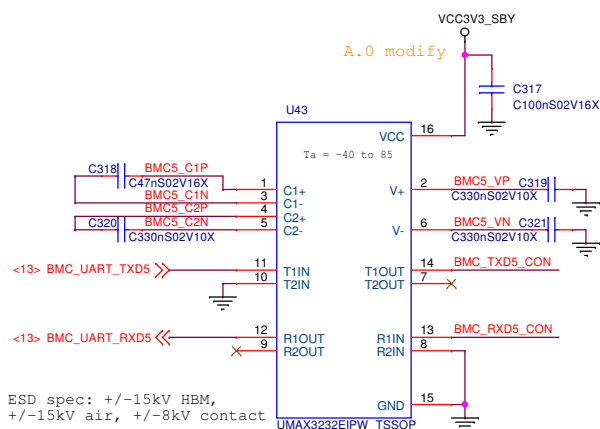 VCC3V3_SBY
A.0 modify
C317
C100nS02V16X
U43
VCC 16
Ta = -40 to 85
C318 BMC5_C1P
C47nS02V16X
BMC5_C1N
BMC5_C2P
C320 BMC5_C2N
C330nS02V10X
1 C1+
3 C1-
4 C2+
5 C2-
V+ 2 BMC5_VP C319
C330nS02V10X
V- 6 BMC5_VN C321
C330nS02V10X
<13> BMC_UART_TXD5 11 T1IN
10 T2IN
T1OUT 14 BMC_TXD5_CON
T2OUT 7
<13> BMC_UART_RXD5 12 R1OUT
9 R2OUT
R1IN 13 BMC_RXD5_CON
R2IN 8
GND 15
ESD spec: +/-15kV HBM,
+/-15kV air, +/-8kV contact
UMAX3232EIPW_TSSOP